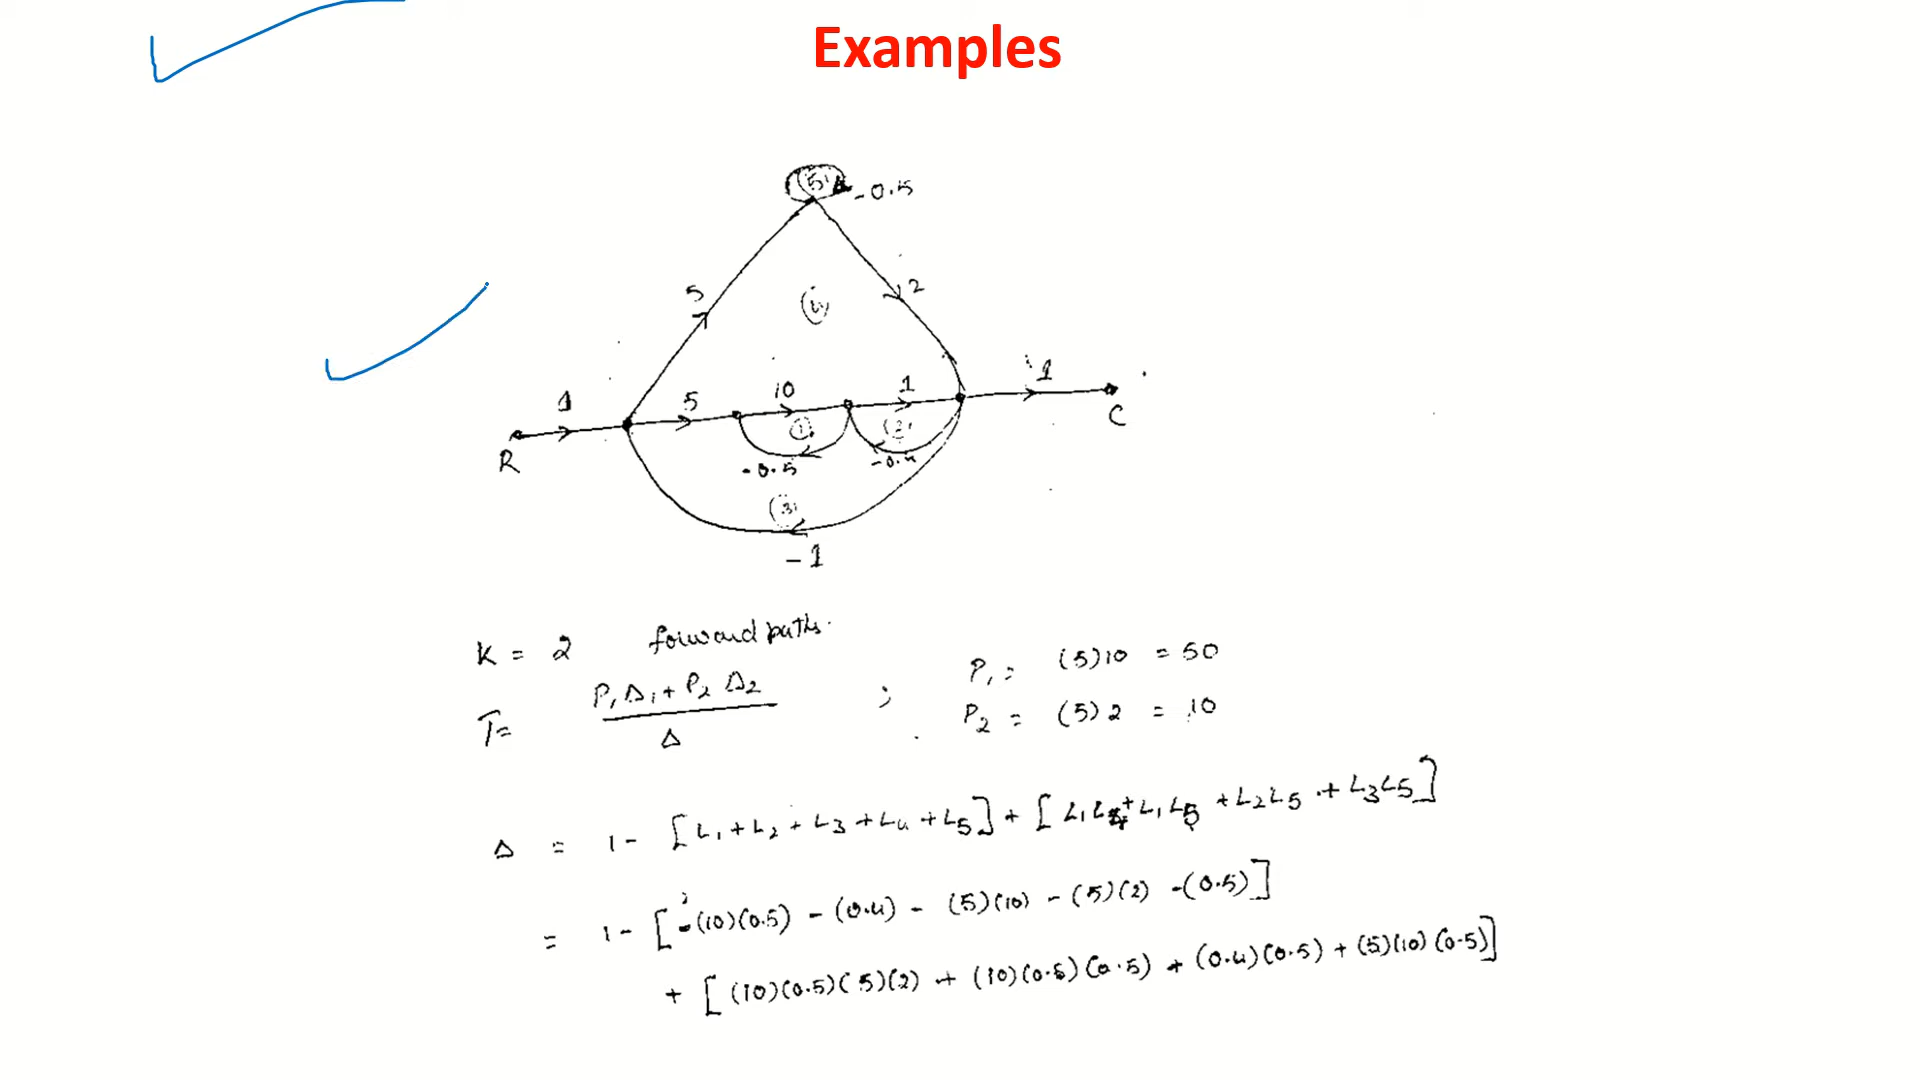 Examples
5
-0.5
5
2
4
1
5
10
1
1
1
2
R
C
-0.5
-0.4
3
-1
K = 2 forward paths.
T = P₁Δ₁ + P₂Δ₂ / Δ ; P₁ = (5)10 = 50
P₂ = (5)2 = 10
Δ = 1 - [L₁ + L₂ + L₃ + L₄ + L₅] + [L₁L₄ + L₁L₅ + L₂L₅ + L₃L₅]
= 1 - [-(10)(0.5) - (0.4) - (5)(10) - (5)(2) - (0.5)]
+ [(10)(0.5)(5)(2) + (10)(0.5)(0.5) + (0.4)(0.5) + (5)(10)(0.5)]